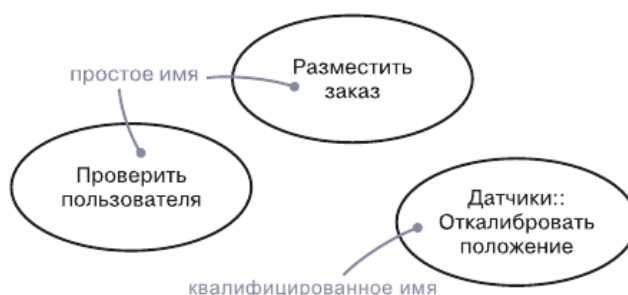 простое имя
Разместить
заказ
Проверить
пользователя
Датчики::
Откалибровать
положение
квалифицированное имя